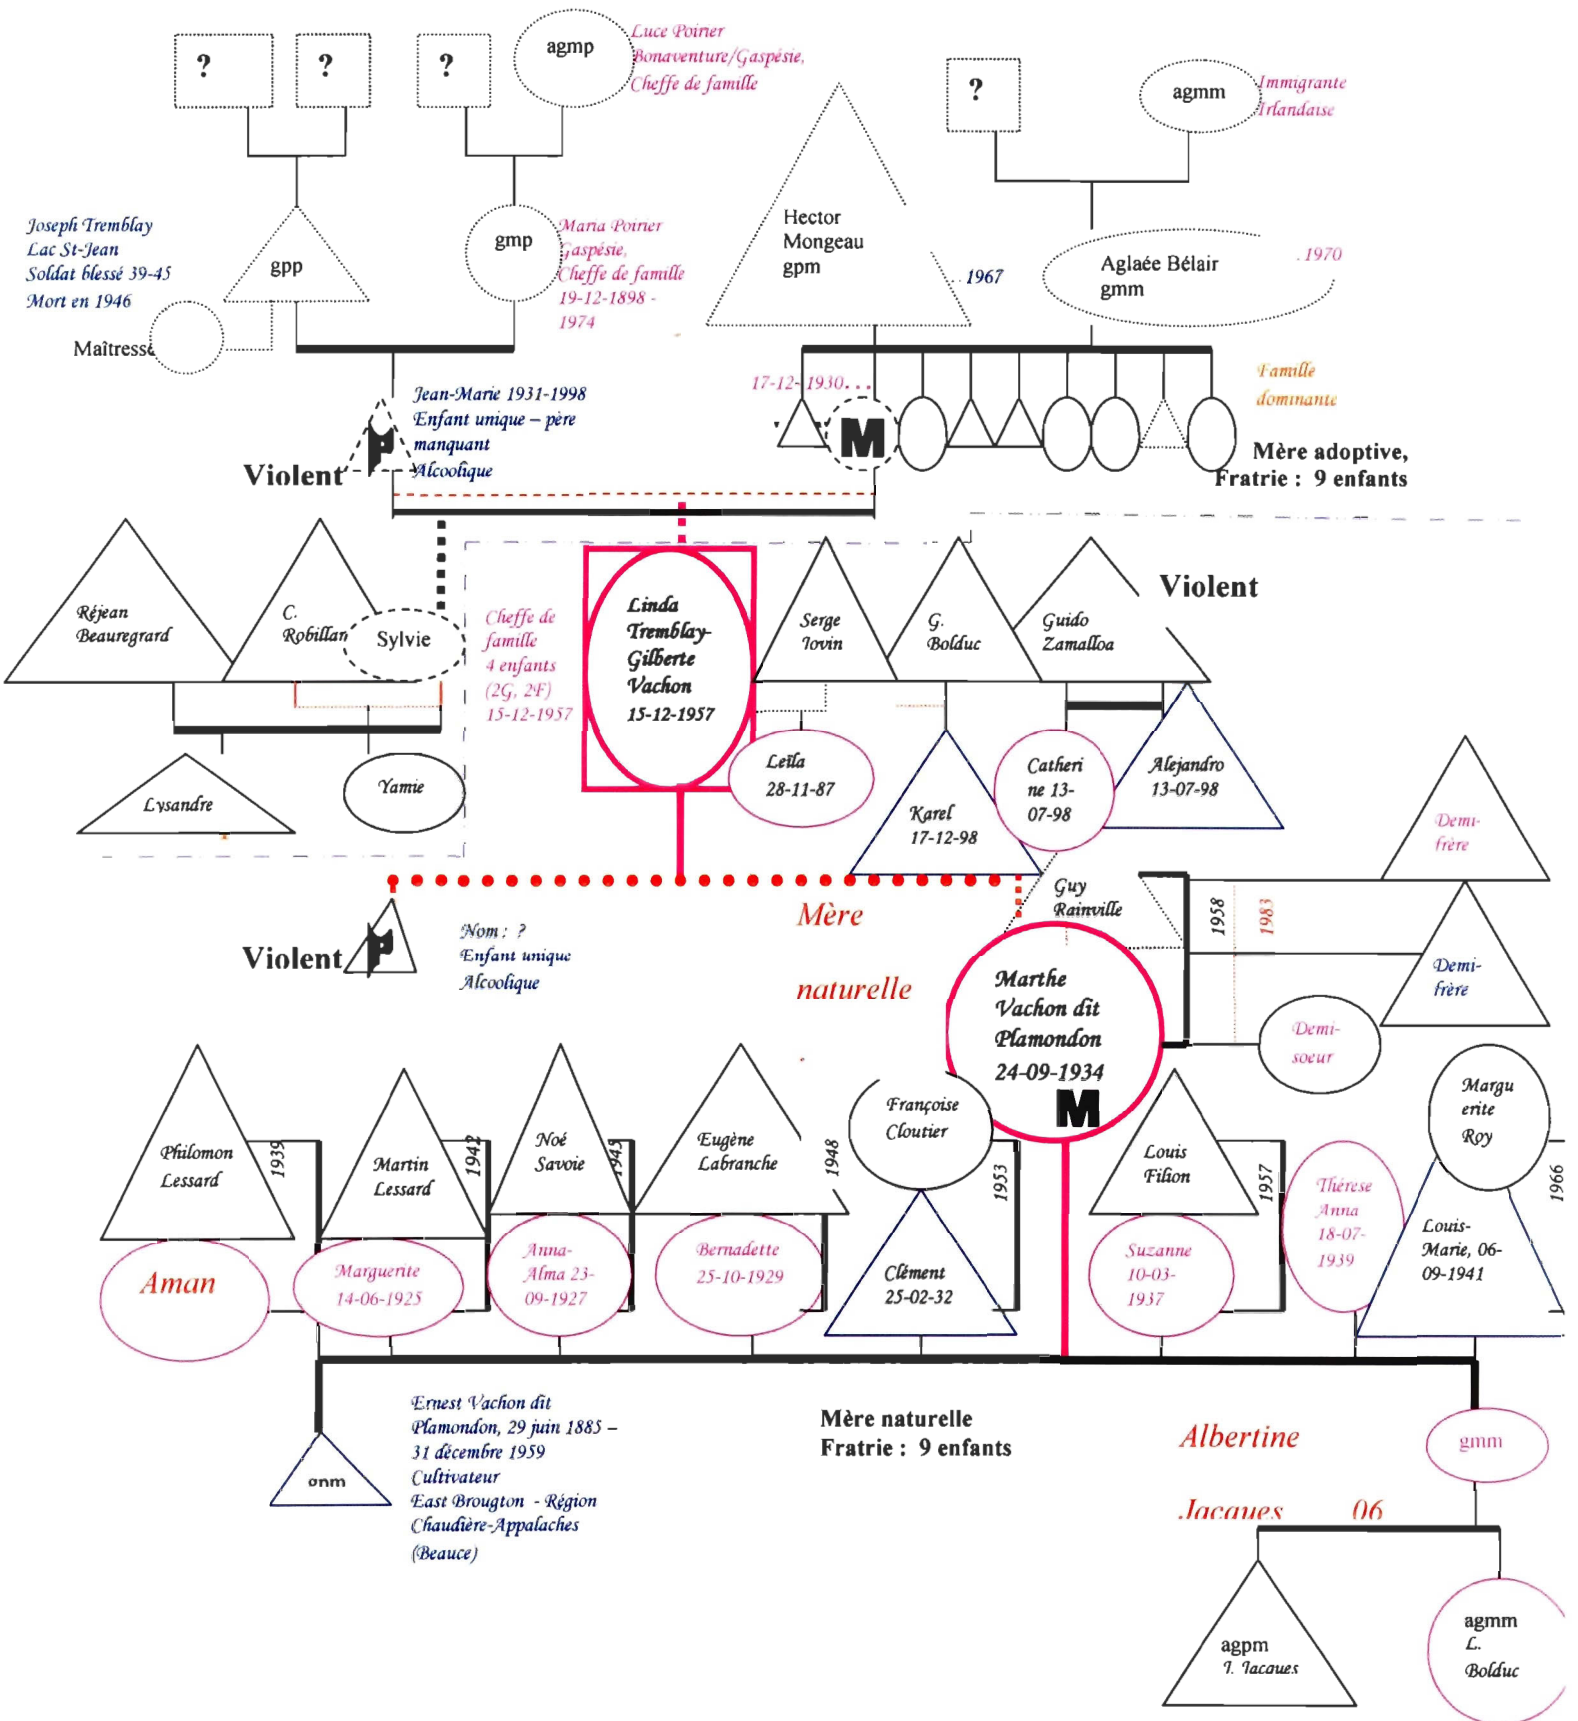 ?
?
?
agmp
Luce Poirier
Bonaventure/Gaspésie,
Cheffe de famille
?
agmm
Immigrante
Irlandaise
Joseph Tremblay
Lac St-Jean
Soldat blessé 39-45
Mort en 1946
gpp
Maîtresse
gmp
Maria Poirier
Gaspésie,
Cheffe de famille
19-12-1898 -
1974
Hector
Mongeau
gpm
1967
Aglaée Bélair
gmm
1970
17-12-1930...
Famille
dominante
Jean-Marie 1931-1998
Enfant unique – père
manquant
Alcoolique
Violent
P
M
Mère adoptive,
Fratrie : 9 enfants
Réjean
Beauregrard
C.
Robillar
Sylvie
Cheffe de
famille
4 enfants
(2G, 2F)
15-12-1957
Linda
Tremblay-
Gilberte
Vachon
15-12-1957
Serge
Iovin
G.
Bolduc
Guido
Zamalloa
Violent
Lysandre
Yamie
Leïla
28-11-87
Karel
17-12-98
Catheri
ne 13-
07-98
Alejandro
13-07-98
Demi-
frère
Violent
P
Nom : ?
Enfant unique
Alcoolique
Mère
naturelle
Guy
Rainville
1958
1983
Demi-
frère
Marthe
Vachon dit
Plamondon
24-09-1934
M
Demi-
soeur
Philomon
Lessard
1939
Martin
Lessard
1942
Noé
Savoie
1945
Eugène
Labranche
1948
Françoise
Cloutier
1953
Louis
Filion
1957
Margu
erite
Roy
1966
Aman
Marguerite
14-06-1925
Anna-
Alma 23-
09-1927
Bernadette
25-10-1929
Clément
25-02-32
Suzanne
10-03-
1937
Thérese
Anna
18-07-
1939
Louis-
Marie, 06-
09-1941
gpm
Ernest Vachon dit
Plamondon, 29 juin 1885 –
31 décembre 1959
Cultivateur
East Brougton - Région
Chaudière-Appalaches
(Beauce)
Mère naturelle
Fratrie : 9 enfants
Albertine
Jacques 06
gmm
agpm
J. Jacques
agmm
L.
Bolduc